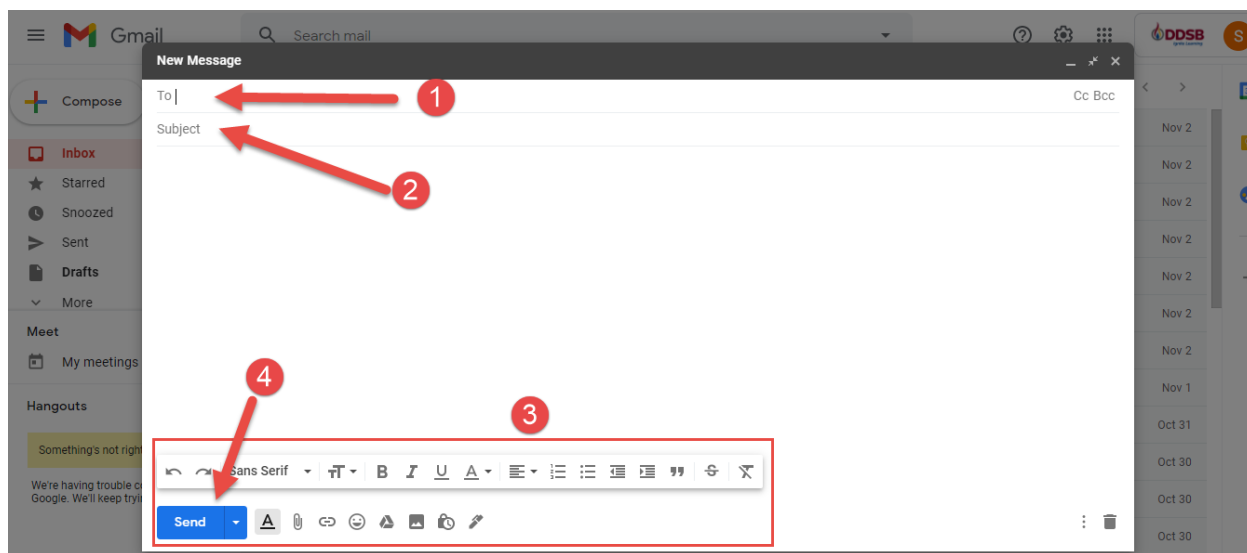 Gmail
Search mail
DDSB
S
New Message
To
Cc Bcc
1
Compose
Subject
Nov 2
Inbox
Nov 2
Starred
2
Snoozed
Nov 2
Sent
Nov 2
Drafts
Nov 2
More
Nov 2
Meet
My meetings
Nov 2
4
Nov 1
Hangouts
3
Oct 31
Something's not right
Sans Serif
Oct 30
We're having trouble
Google. We'll keep
Oct 30
Send
Oct 30